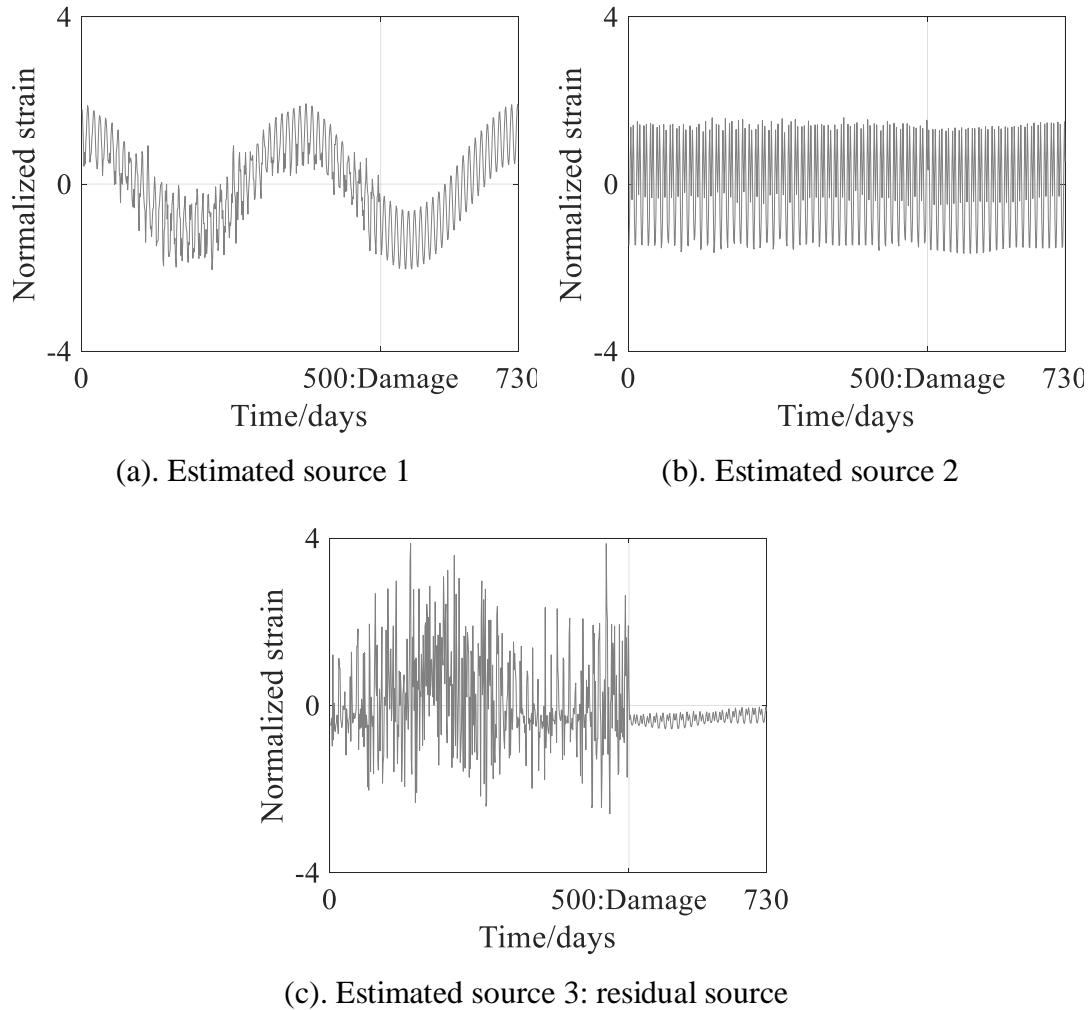 4
0
-4
Normalized strain
0 500:Damage 730
Time/days
(a). Estimated source 1
4
0
-4
Normalized strain
0 500:Damage 730
Time/days
(b). Estimated source 2
4
0
-4
Normalized strain
0 500:Damage 730
Time/days
(c). Estimated source 3: residual source